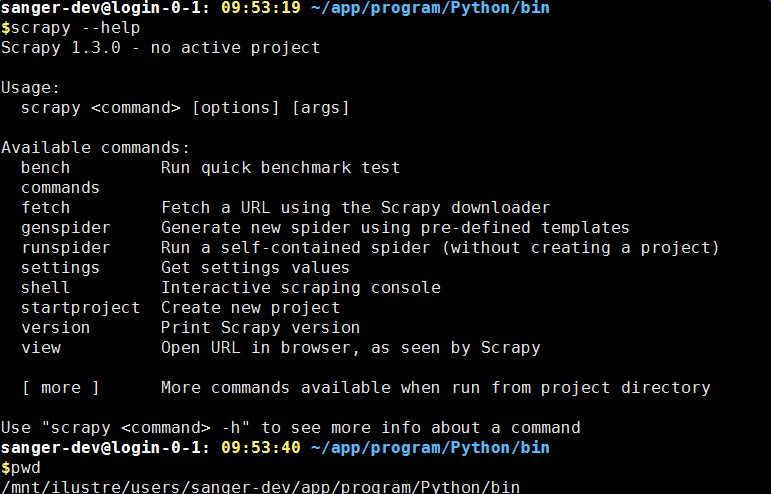 sanger-dev@login-0-1: 09:53:19 ~/app/program/Python/bin
$scrapy --help
Scrapy 1.3.0 - no active project
Usage:
scrapy <command> [options] [args]
Available commands:
bench Run quick benchmark test
commands
fetch Fetch a URL using the Scrapy downloader
genspider Generate new spider using pre-defined templates
runspider Run a self-contained spider (without creating a project)
settings Get settings values
shell Interactive scraping console
startproject Create new project
version Print Scrapy version
view Open URL in browser, as seen by Scrapy
[ more ] More commands available when run from project directory
Use "scrapy <command> -h" to see more info about a command
sanger-dev@login-0-1: 09:53:40 ~/app/program/Python/bin
$pwd
/mnt/ilustre/users/sanger-dev/app/program/Python/bin